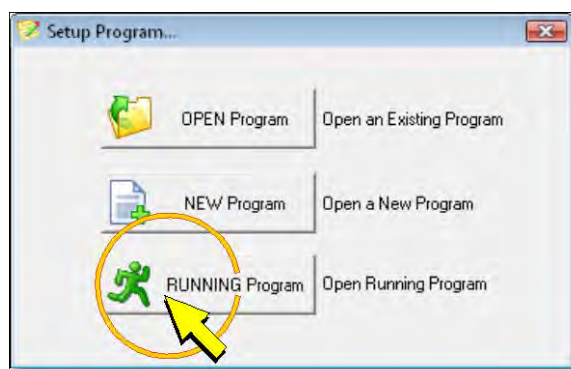 Setup Program...
OPEN Program Open an Existing Program
NEW Program Open a New Program
RUNNING Program Open Running Program